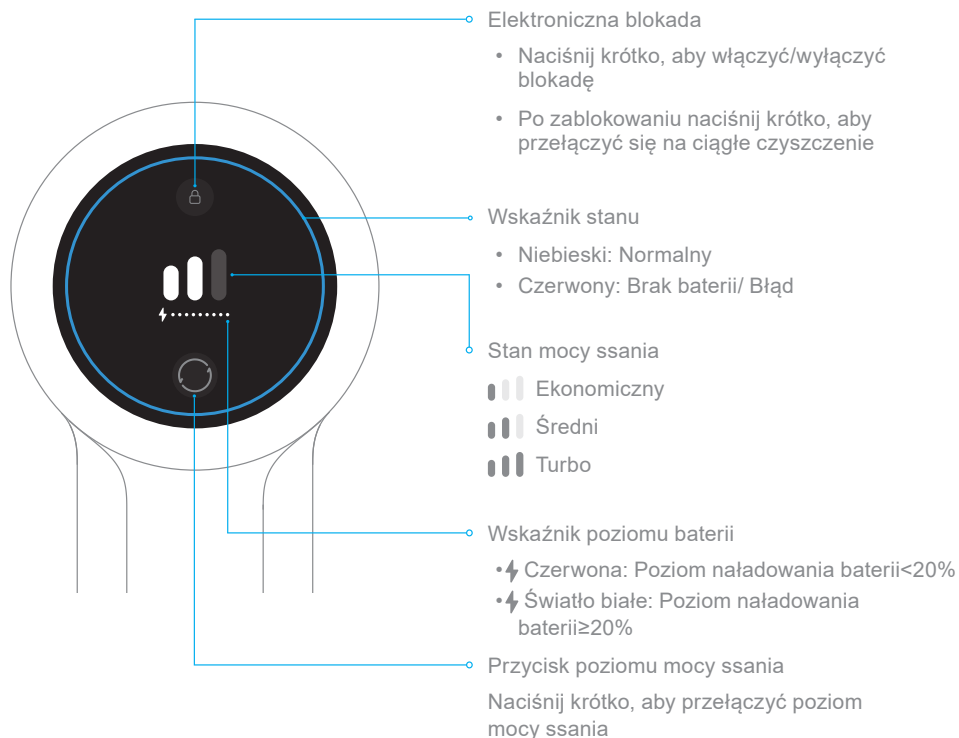 Elektroniczna blokada
• Naciśnij krótko, aby włączyć/wyłączyć
blokadę
• Po zablokowaniu naciśnij krótko, aby
przełączyć się na ciągłe czyszczenie
Wskaźnik stanu
• Niebieski: Normalny
• Czerwony: Brak baterii/ Błąd
Stan mocy ssania
Ekonomiczny
Średni
Turbo
Wskaźnik poziomu baterii
• Czerwona: Poziom naładowania baterii<20%
• Światło białe: Poziom naładowania
baterii≥20%
Przycisk poziomu mocy ssania
Naciśnij krótko, aby przełączyć poziom
mocy ssania